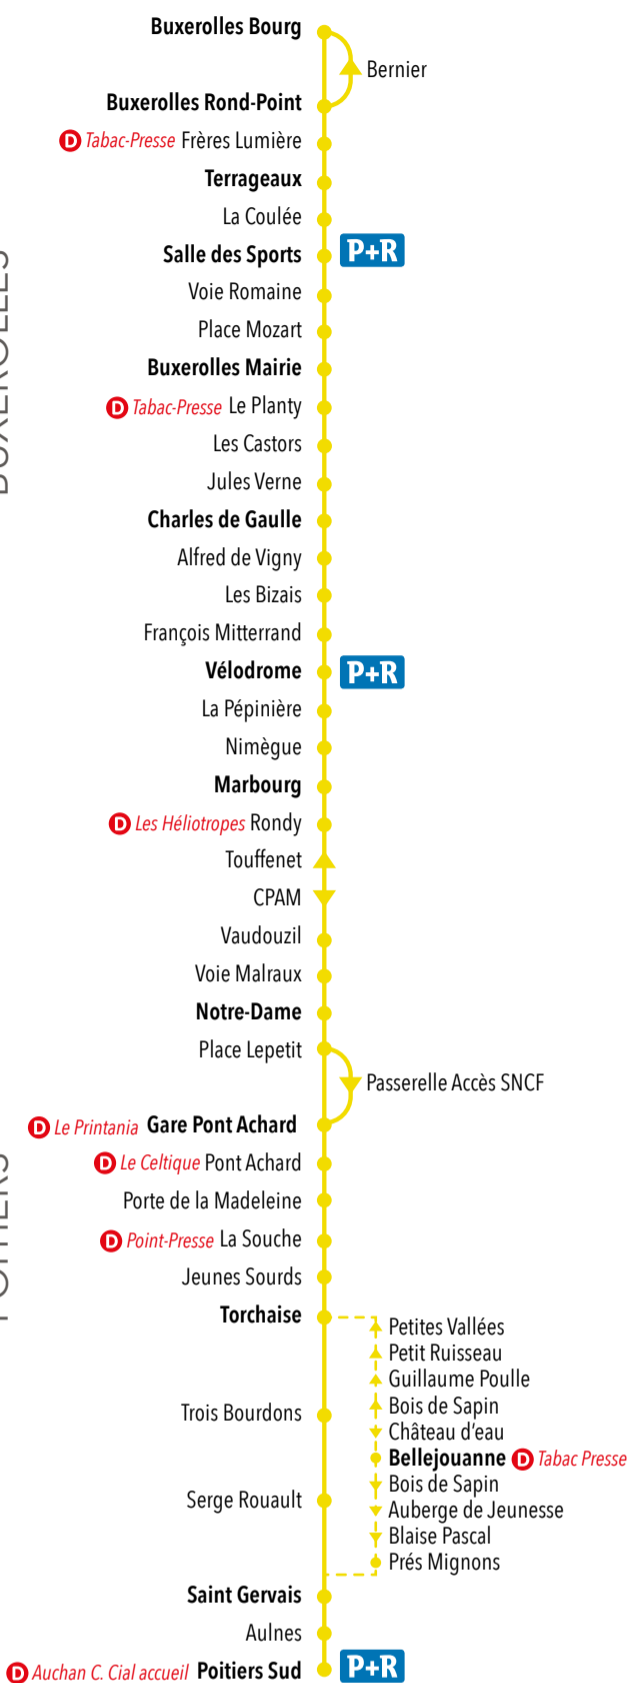 Buxerolles Bourg
Bernier
Buxerolles Rond-Point
D Tabac-Presse Frères Lumière
Terrageaux
La Coulée
Salle des Sports P+R
Voie Romaine
Place Mozart
Buxerolles Mairie
D Tabac-Presse Le Planty
Les Castors
Jules Verne
Charles de Gaulle
Alfred de Vigny
Les Bizais
François Mitterrand
Vélodrome P+R
La Pépinière
Nimègue
Marbourg
D Les Héliotropes Rondy
Touffenet
CPAM
Vaudouzil
Voie Malraux
Notre-Dame
Place Lepetit
Passerelle Accès SNCF
D Le Printania Gare Pont Achard
D Le Celtique Pont Achard
Porte de la Madeleine
D Point-Presse La Souche
Jeunes Sourds
Torchaise
Petites Vallées
Petit Ruisseau
Guillaume Poulle
Bois de Sapin
Trois Bourdons
Château d'eau
Bellejouanne D Tabac Presse
Bois de Sapin
Serge Rouault
Auberge de Jeunesse
Blaise Pascal
Prés Mignons
Saint Gervais
Aulnes
D Auchan C. Cial accueil Poitiers Sud P+R